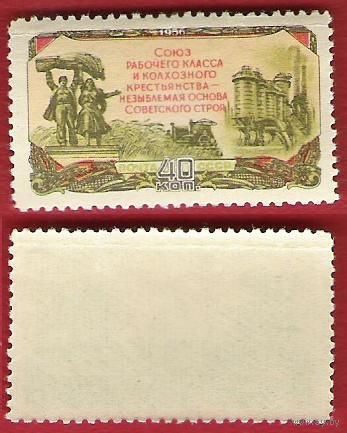 1956
Союз
рабочего класса
и колхозного
крестьянства –
незыблемая основа
Советского строя
ПОЧТА СССР
40
коп.